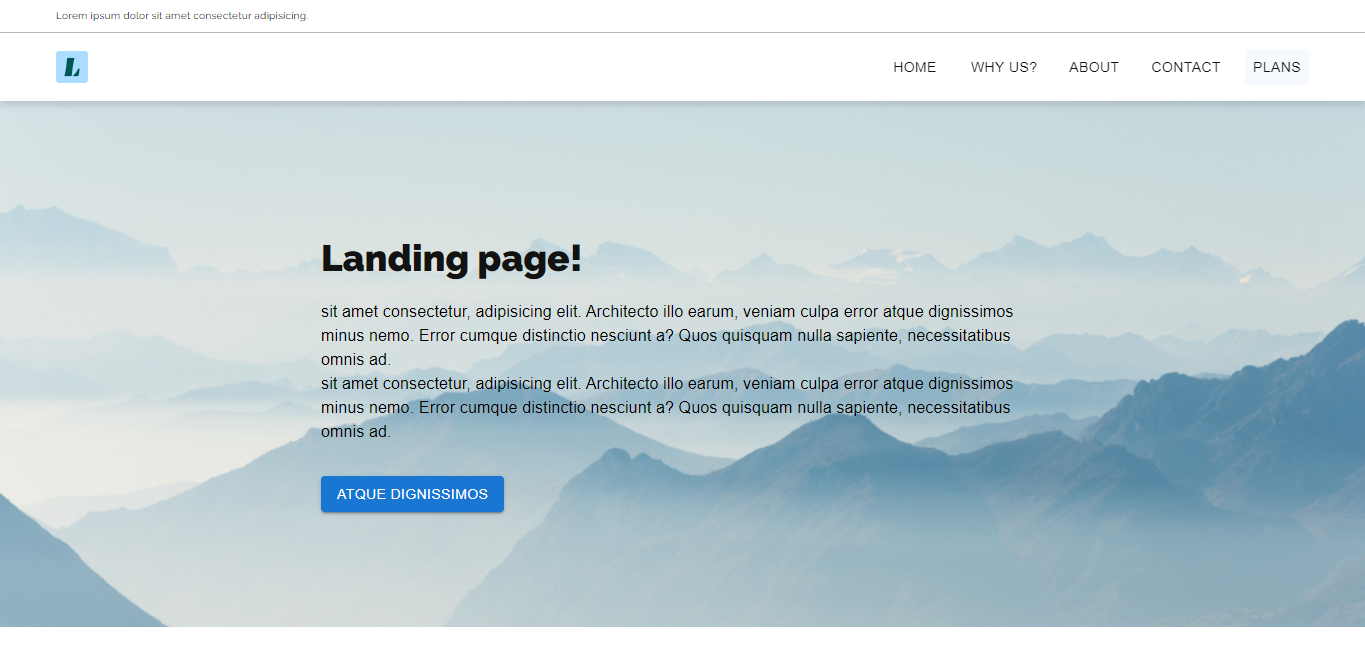 Lorem ipsum dolor sit amet consectetur adipisicing.
L
HOME WHY US? ABOUT CONTACT PLANS
Landing page!
sit amet consectetur, adipisicing elit. Architecto illo earum, veniam culpa error atque dignissimos
minus nemo. Error cumque distinctio nesciunt a? Quos quisquam nulla sapiente, necessitatibus
omnis ad.
sit amet consectetur, adipisicing elit. Architecto illo earum, veniam culpa error atque dignissimos
minus nemo. Error cumque distinctio nesciunt a? Quos quisquam nulla sapiente, necessitatibus
omnis ad.
ATQUE DIGNISSIMOS